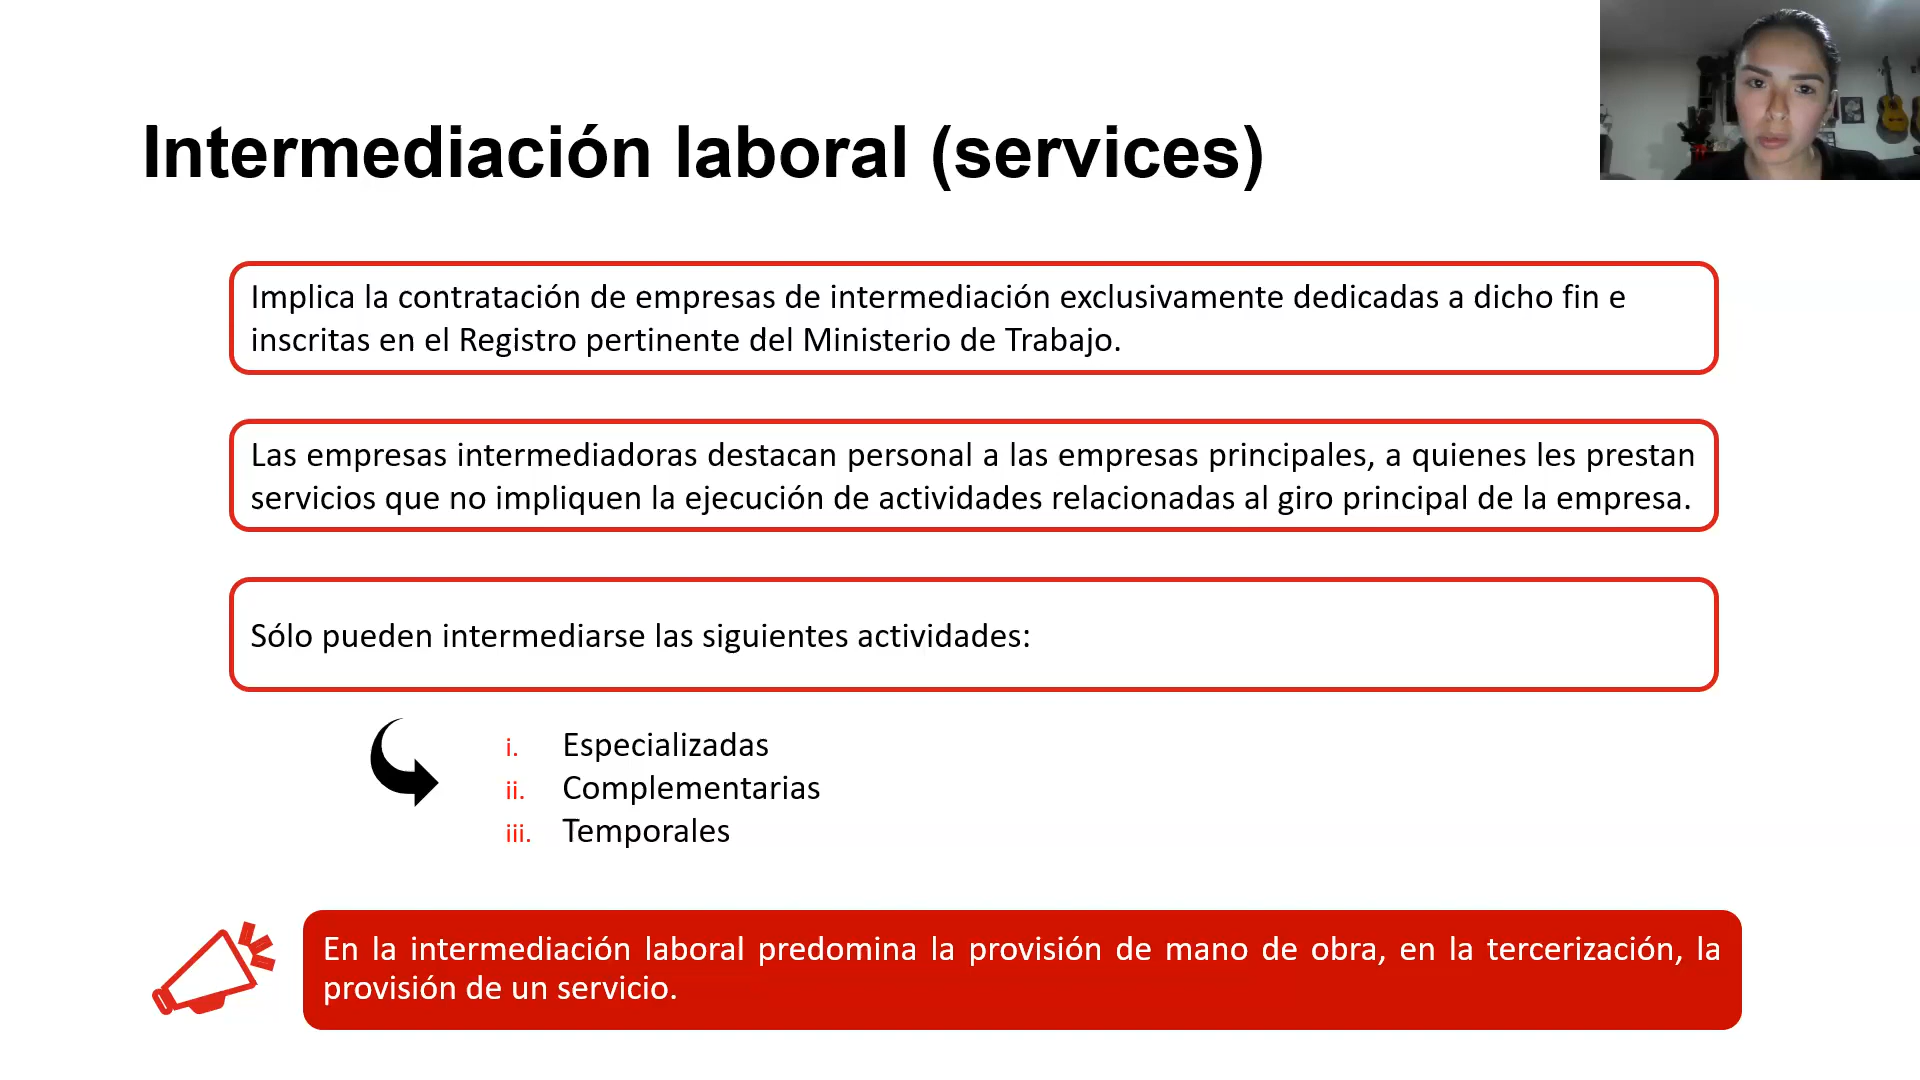 Intermediación laboral (services)
Implica la contratación de empresas de intermediación exclusivamente dedicadas a dicho fin e
inscritas en el Registro pertinente del Ministerio de Trabajo.
Las empresas intermediadoras destacan personal a las empresas principales, a quienes les prestan
servicios que no impliquen la ejecución de actividades relacionadas al giro principal de la empresa.
Sólo pueden intermediarse las siguientes actividades:
i. Especializadas
ii. Complementarias
iii. Temporales
En la intermediación laboral predomina la provisión de mano de obra, en la tercerización, la
provisión de un servicio.